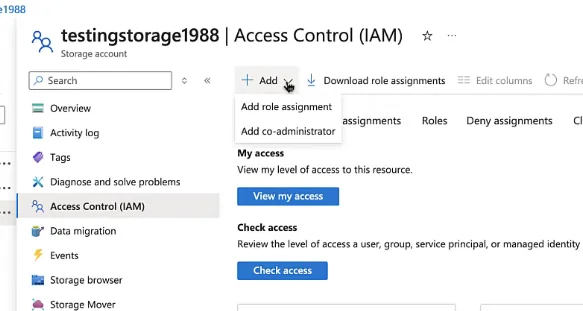 e1988
testingstorage1988 | Access Control (IAM)
Storage account
Search
Add
Download role assignments
Edit columns
Add role assignment
Add co-administrator
assignments
Roles
Deny assignments
Overview
Activity log
Tags
Diagnose and solve problems
Access Control (IAM)
Data migration
Events
Storage browser
Storage Mover
My access
View my level of access to this resource.
View my access
Check access
Review the level of access a user, group, service principal, or managed identity
Check access